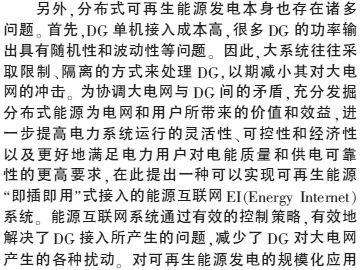 另外,分布式可再生能源发电本身也存在诸多
问题。首先,DG 单机接入成本高,很多 DG 的功率输
出具有随机性和波动性等问题。因此,大系统往往采
取限制、隔离的方式来处理 DG,以期减小其对大电
网的冲击。为协调大电网与 DG 间的矛盾,充分发掘
分布式能源为电网和用户所带来的价值和效益,进
一步提高电力系统运行的灵活性、可控性和经济性
以及更好地满足电力用户对电能质量和供电可靠
性的更高要求,在此提出一种可以实现可再生能源
“即插即用”式接入的能源互联网 EI(Energy Internet)
系统。能源互联网系统通过有效的控制策略,有效地
解决了 DG 接入所产生的问题,减少了 DG 对大电网
产生的各种扰动。对可再生能源发电的规模化应用